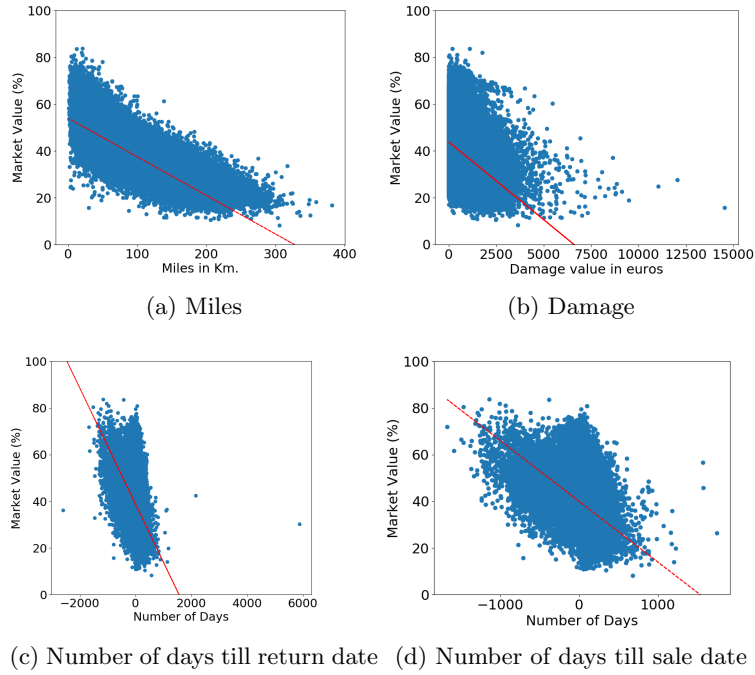 100
80
60
40
20
0
Market Value (%)
0 100 200 300 400
Miles in Km.
(a) Miles
100
80
60
40
20
0
Market Value (%)
0 2500 5000 7500 10000 12500 15000
Damage value in euros
(b) Damage
100
80
60
40
20
0
Market Value (%)
−2000 0 2000 4000 6000
Number of Days
(c) Number of days till return date
100
80
60
40
20
0
Market Value (%)
−1000 0 1000
Number of Days
(d) Number of days till sale date